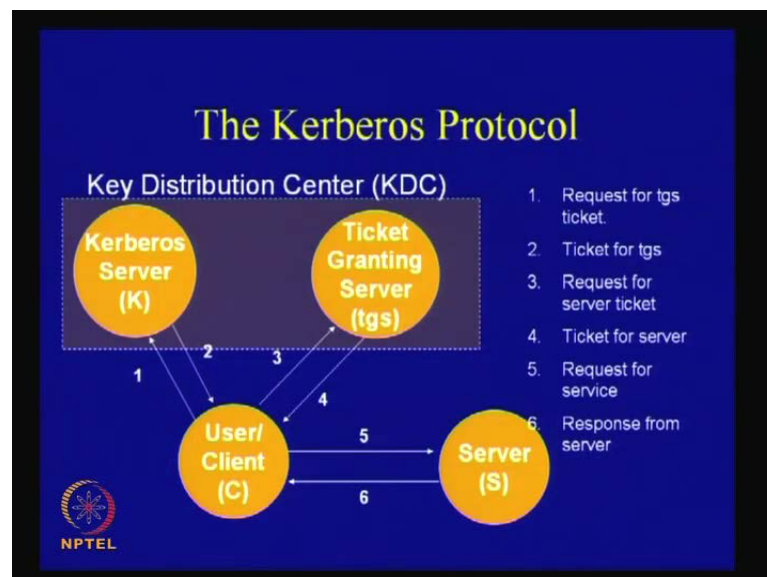 The Kerberos Protocol
Key Distribution Center (KDC)
Kerberos
Server
(K)
Ticket
Granting
Server
(tgs)
1
2
3
4
User/
Client
(C)
5
6
Server
(S)
1. Request for tgs
ticket.
2. Ticket for tgs
3. Request for
server ticket
4. Ticket for server
5. Request for
service
6. Response from
server
NPTEL